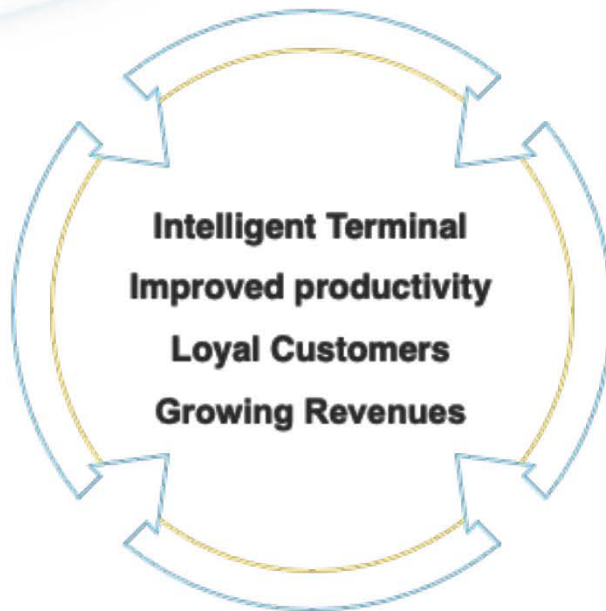 Intelligent Terminal
Improved productivity
Loyal Customers
Growing Revenues